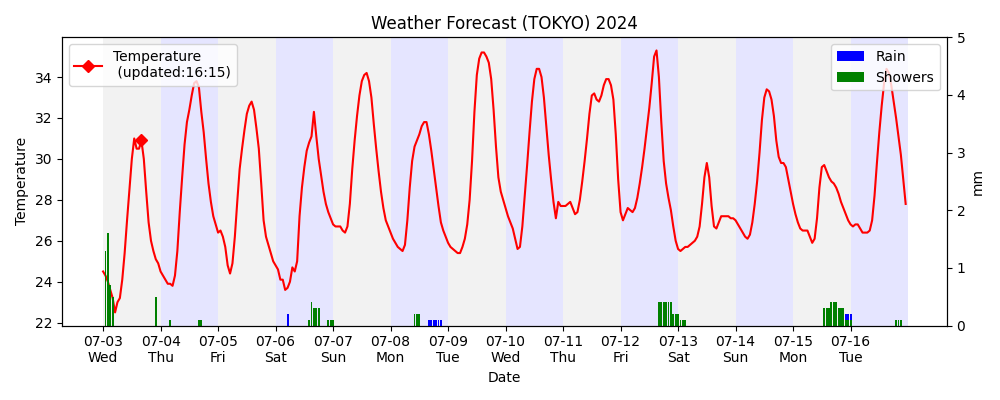 Weather Forecast (TOKYO) 2024
Temperature
(updated:16:15)
Rain
Showers
Temperature
34
32
30
28
26
24
22
5
4
3
2
1
0
mm
07-03 07-04 07-05 07-06 07-07 07-08 07-09 07-10 07-11 07-12 07-13 07-14 07-15 07-16
Wed Thu Fri Sat Sun Mon Tue Wed Thu Fri Sat Sun Mon Tue
Date